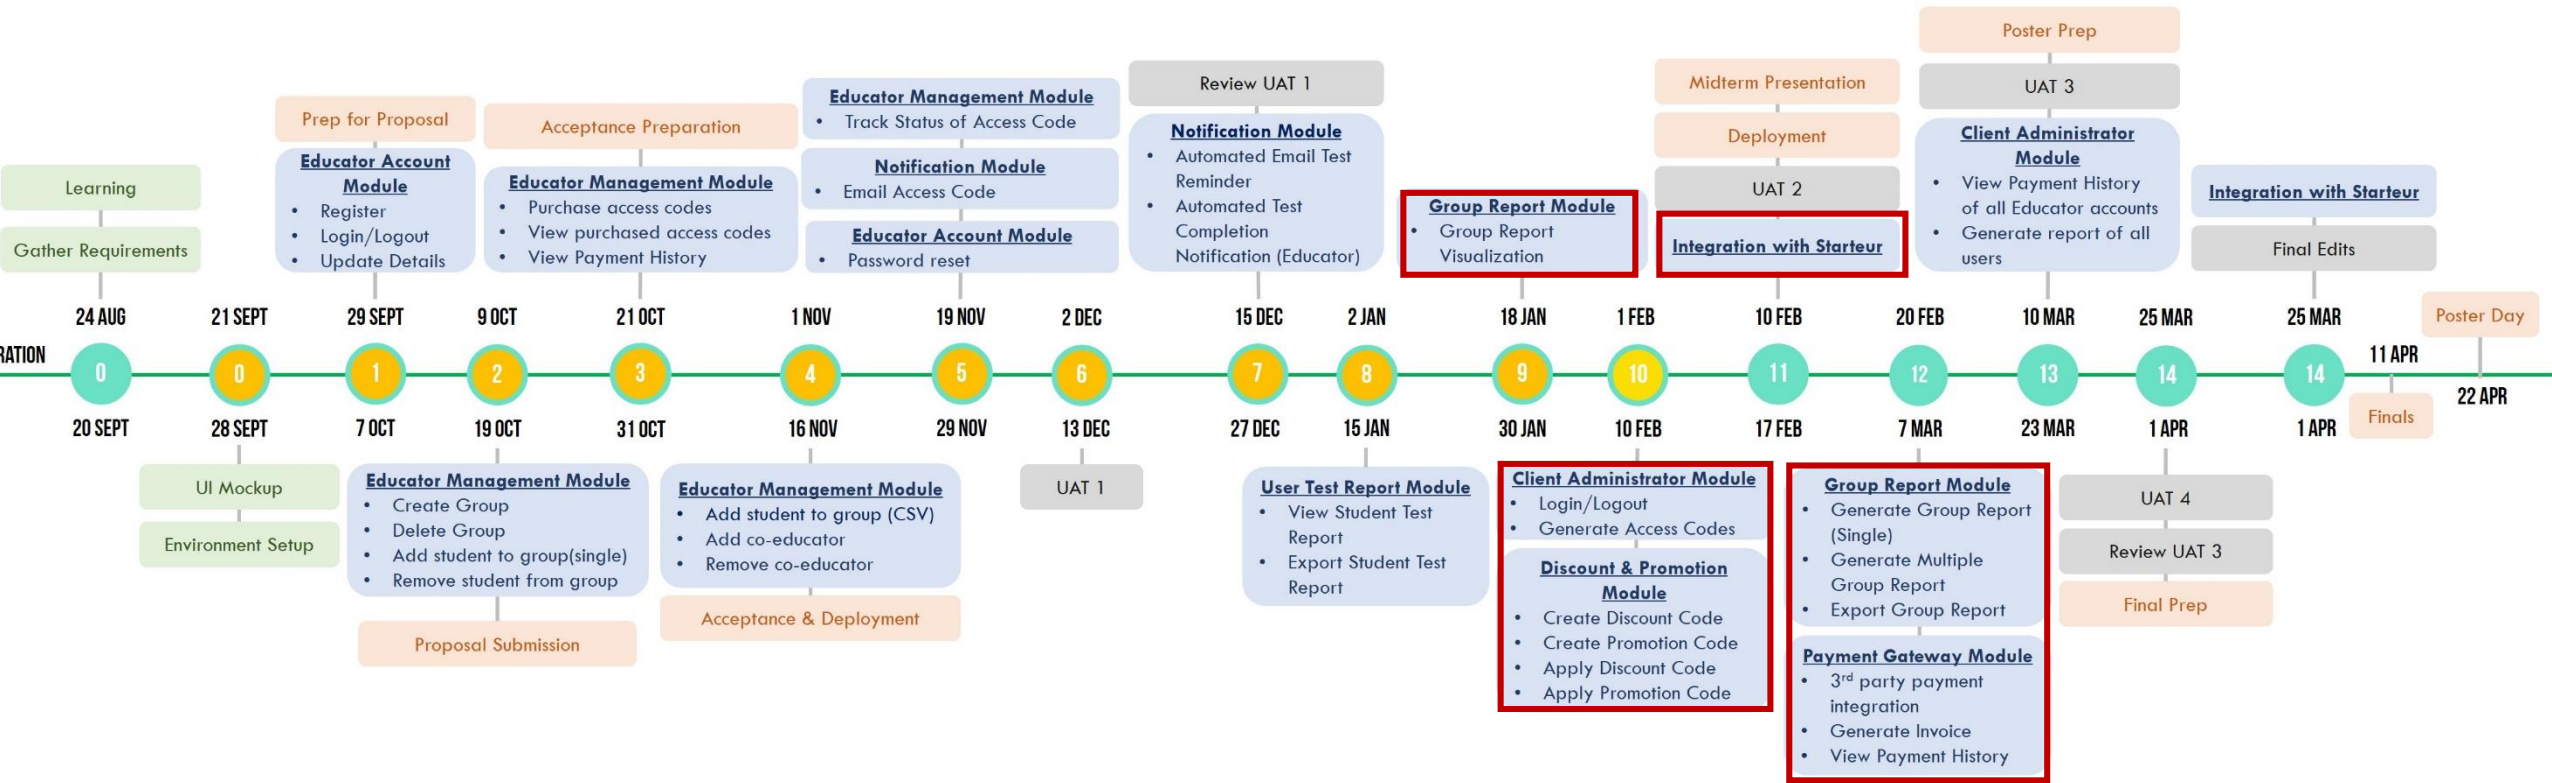 Learning
Gather Requirements
Prep for Proposal
Educator Account
Module
• Register
• Login/Logout
• Update Details
Acceptance Preparation
Educator Management Module
• Purchase access codes
• View purchased access codes
• View Payment History
Educator Management Module
• Track Status of Access Code
Notification Module
• Email Access Code
Educator Account Module
• Password reset
Review UAT 1
Notification Module
• Automated Email Test
Reminder
• Automated Test
Completion
Notification (Educator)
Group Report Module
• Group Report
Visualization
Midterm Presentation
Deployment
UAT 2
Integration with Starteur
Poster Prep
UAT 3
Client Administrator
Module
• View Payment History
of all Educator accounts
• Generate report of all
users
Integration with Starteur
Final Edits
Poster Day
24 AUG
21 SEPT
29 SEPT
9 OCT
21 OCT
1 NOV
19 NOV
2 DEC
15 DEC
2 JAN
18 JAN
1 FEB
10 FEB
20 FEB
10 MAR
25 MAR
25 MAR
11 APR
RATION
0
0
1
2
3
4
5
6
7
8
9
10
11
12
13
14
14
20 SEPT
28 SEPT
7 OCT
19 OCT
31 OCT
16 NOV
29 NOV
13 DEC
27 DEC
15 JAN
30 JAN
10 FEB
17 FEB
7 MAR
23 MAR
1 APR
1 APR
Finals
22 APR
UI Mockup
Environment Setup
Educator Management Module
• Create Group
• Delete Group
• Add student to group(single)
• Remove student from group
Proposal Submission
Educator Management Module
• Add student to group (CSV)
• Add co-educator
• Remove co-educator
Acceptance & Deployment
UAT 1
User Test Report Module
• View Student Test
Report
• Export Student Test
Report
Client Administrator Module
• Login/Logout
• Generate Access Codes
Discount & Promotion
Module
• Create Discount Code
• Create Promotion Code
• Apply Discount Code
• Apply Promotion Code
Group Report Module
• Generate Group Report
(Single)
• Generate Multiple
Group Report
• Export Group Report
Payment Gateway Module
• 3rd party payment
integration
• Generate Invoice
• View Payment History
UAT 4
Review UAT 3
Final Prep